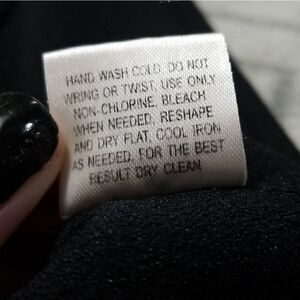 HAND WASH COLD. DO NOT
WRING OR TWIST, USE ONLY
NON-CHLORINE, BLEACH
WHEN NEEDED. RESHAPE
AND DRY FLAT, COOL IRON
AS NEEDED. FOR THE BEST
RESULT DRY CLEAN